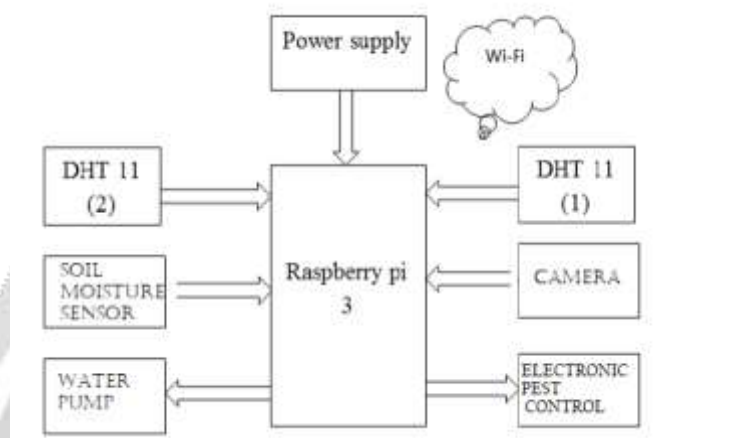 Power supply
Wi-Fi
DHT 11
(2)
DHT 11
(1)
SOIL
MOISTURE
SENSOR
Raspberry pi
3
CAMERA
WATER
PUMP
ELECTRONIC
PEST
CONTROL